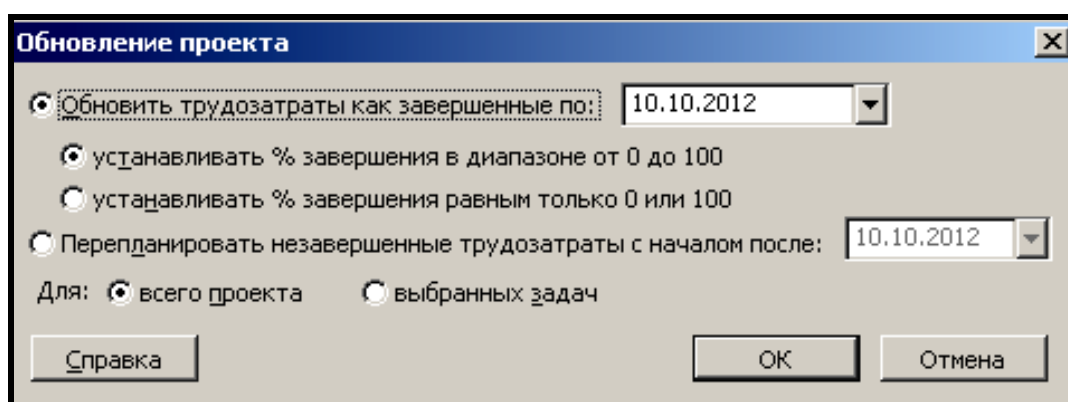 Обновление проекта
Обновить трудозатраты как завершенные по: 10.10.2012
устанавливать % завершения в диапазоне от 0 до 100
устанавливать % завершения равным только 0 или 100
Перепланировать незавершенные трудозатраты с началом после: 10.10.2012
Для: всего проекта выбранных задач
Справка ОК Отмена